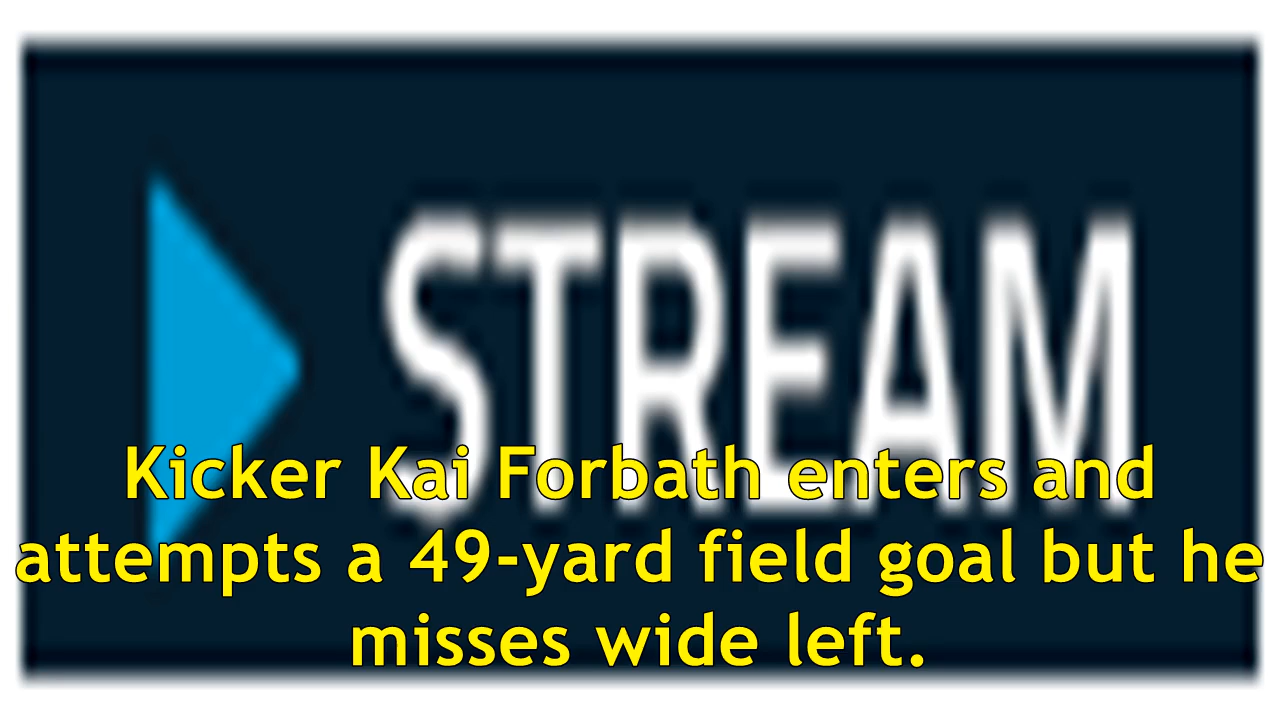 STREAM
Kicker Kai Forbath enters and
attempts a 49-yard field goal but he
misses wide left.